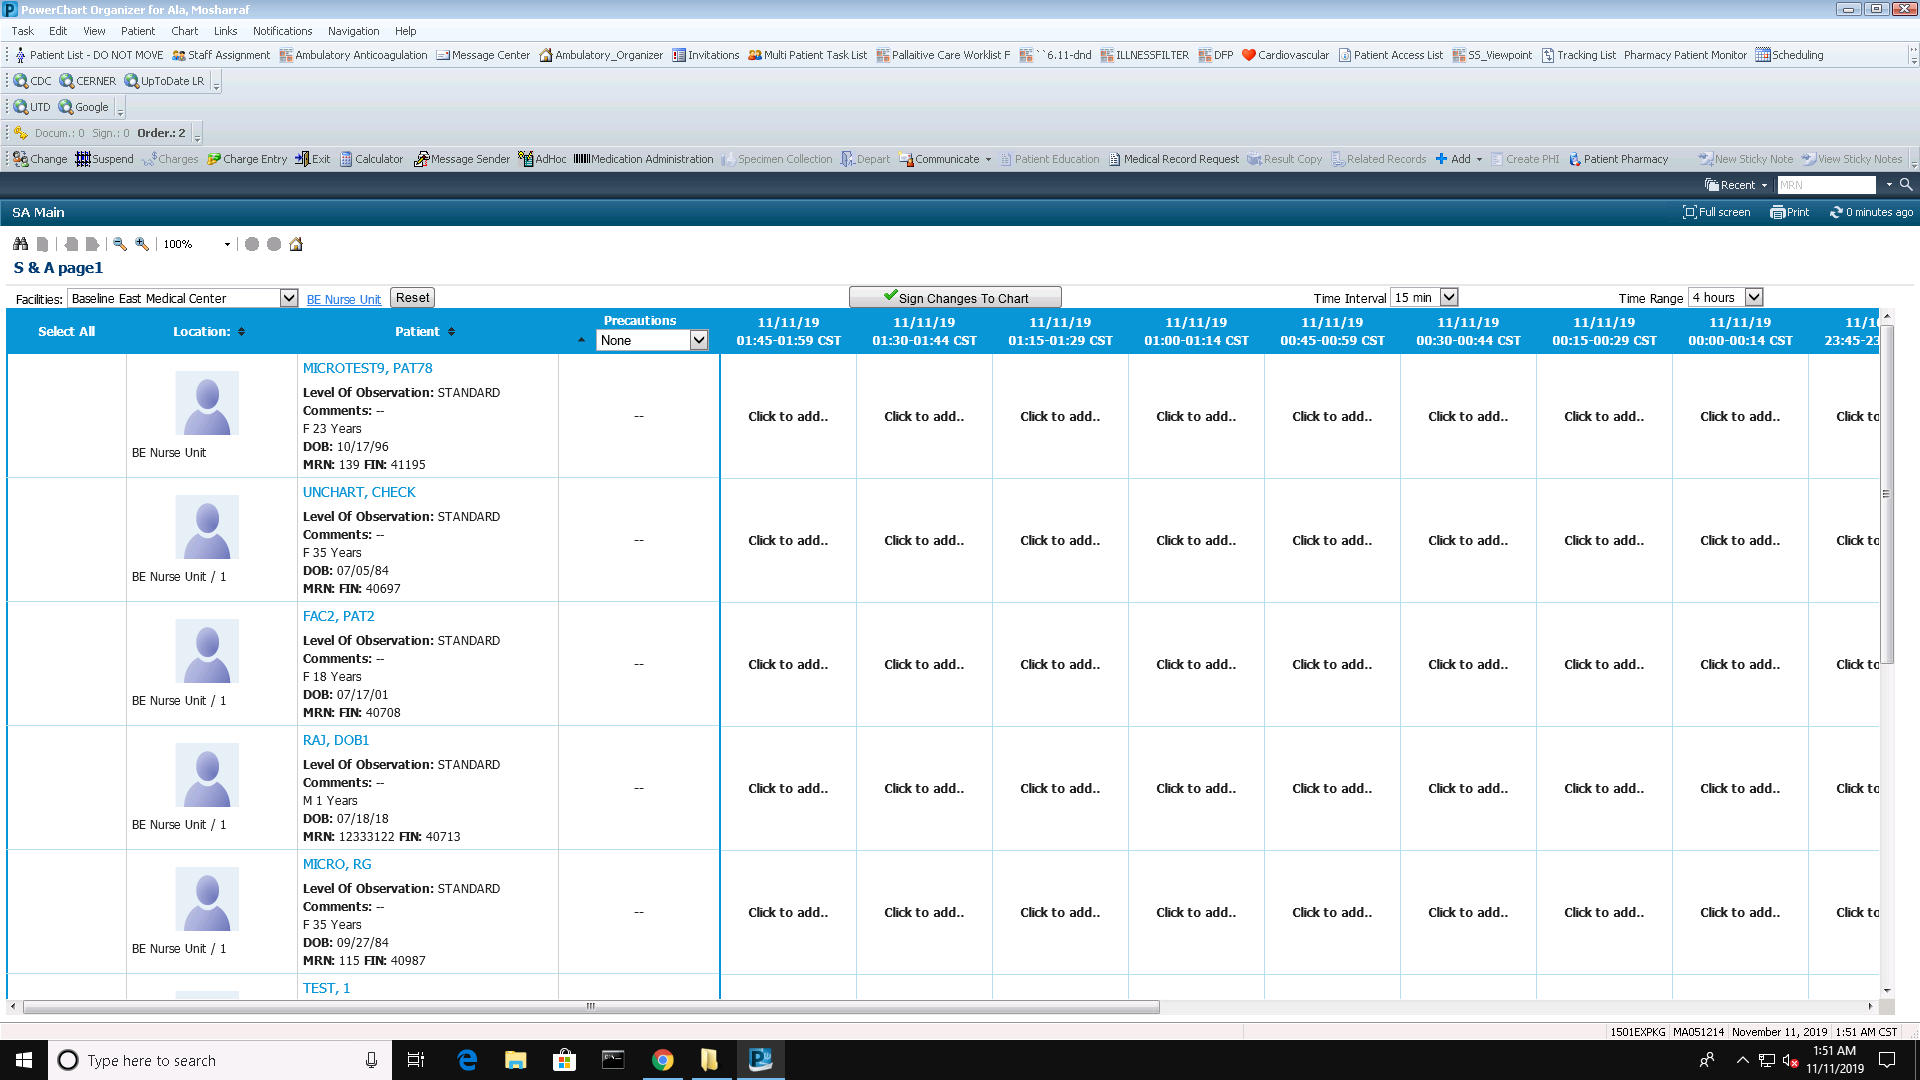 PowerChart Organizer for Ala, Mosharraf
Task Edit View Patient Chart Links Notifications Navigation Help
Patient List - DO NOT MOVE Staff Assignment Ambulatory Anticoagulation Message Center Ambulatory_Organizer Invitations Multi Patient Task List Pallaitive Care Worklist F ``6.11-dnd ILLNESSFILTER DFP Cardiovascular Patient Access List SS_Viewpoint Tracking List Pharmacy Patient Monitor Scheduling
CDC CERNER UpToDate LR
UTD Google
Docum.: 0 Sign.: 0 Order.: 2
Change Suspend Charges Charge Entry Exit Calculator Message Sender AdHoc Medication Administration Specimen Collection Depart Communicate Patient Education Medical Record Request Result Copy Related Records Add Create PHI Patient Pharmacy New Sticky Note View Sticky Notes
Recent MRN
SA Main Full screen Print 0 minutes ago
100%
S & A page1
Facilities: Baseline East Medical Center BE Nurse Unit Reset Sign Changes To Chart Time Interval 15 min Time Range 4 hours
Select All Location: Patient Precautions None
11/11/19 11/11/19 11/11/19 11/11/19 11/11/19 11/11/19 11/11/19 11/11/19 11/1
01:45-01:59 CST 01:30-01:44 CST 01:15-01:29 CST 01:00-01:14 CST 00:45-00:59 CST 00:30-00:44 CST 00:15-00:29 CST 00:00-00:14 CST 23:45-23
MICROTEST9, PAT78
Level Of Observation: STANDARD
Comments: --
F 23 Years
DOB: 10/17/96
MRN: 139 FIN: 41195
BE Nurse Unit
--
Click to add.. Click to add.. Click to add.. Click to add.. Click to add.. Click to add.. Click to add.. Click to add.. Click to
UNCHART, CHECK
Level Of Observation: STANDARD
Comments: --
F 35 Years
DOB: 07/05/84
MRN: FIN: 40697
BE Nurse Unit / 1
--
Click to add.. Click to add.. Click to add.. Click to add.. Click to add.. Click to add.. Click to add.. Click to add.. Click to
FAC2, PAT2
Level Of Observation: STANDARD
Comments: --
F 18 Years
DOB: 07/17/01
MRN: FIN: 40708
BE Nurse Unit / 1
--
Click to add.. Click to add.. Click to add.. Click to add.. Click to add.. Click to add.. Click to add.. Click to add.. Click to
RAJ, DOB1
Level Of Observation: STANDARD
Comments: --
M 1 Years
DOB: 07/18/18
MRN: 12333122 FIN: 40713
BE Nurse Unit / 1
--
Click to add.. Click to add.. Click to add.. Click to add.. Click to add.. Click to add.. Click to add.. Click to add.. Click to
MICRO, RG
Level Of Observation: STANDARD
Comments: --
F 35 Years
DOB: 09/27/84
MRN: 115 FIN: 40987
BE Nurse Unit / 1
--
Click to add.. Click to add.. Click to add.. Click to add.. Click to add.. Click to add.. Click to add.. Click to add.. Click to
TEST, 1
1501EXPKG MA051214 November 11, 2019 1:51 AM CST
Type here to search
1:51 AM
11/11/2019